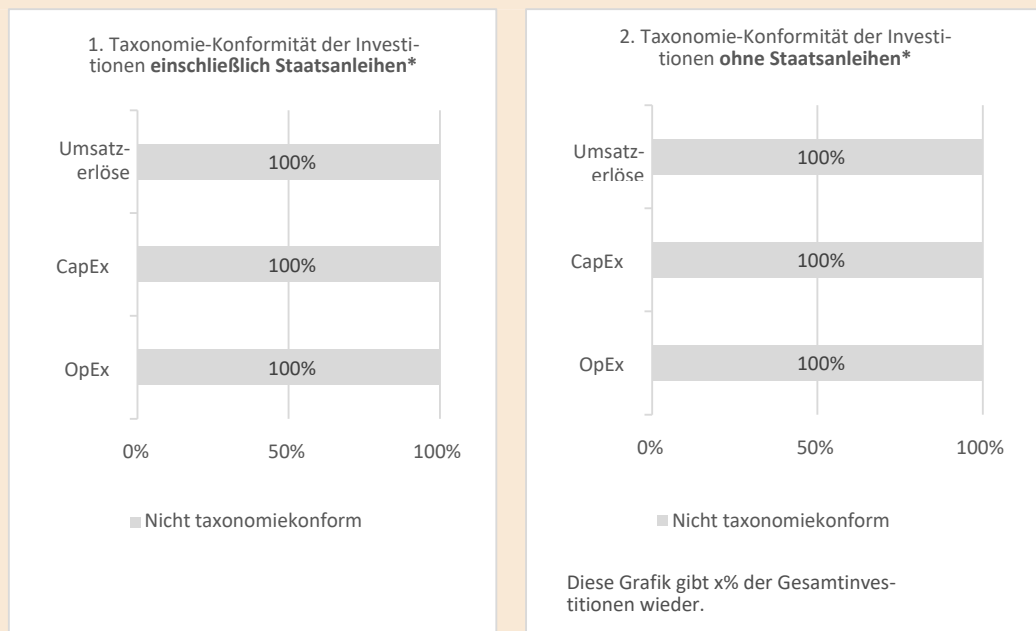 1. Taxonomie-Konformität der Investi-
tionen einschließlich Staatsanleihen*
Umsatz-
erlöse
100%
CapEx
100%
OpEx
100%
0% 50% 100%
Nicht taxonomiekonform
2. Taxonomie-Konformität der Investi-
tionen ohne Staatsanleihen*
Umsatz-
erlöse
100%
CapEx
100%
OpEx
100%
0% 50% 100%
Nicht taxonomiekonform
Diese Grafik gibt x% der Gesamtinves-
titionen wieder.